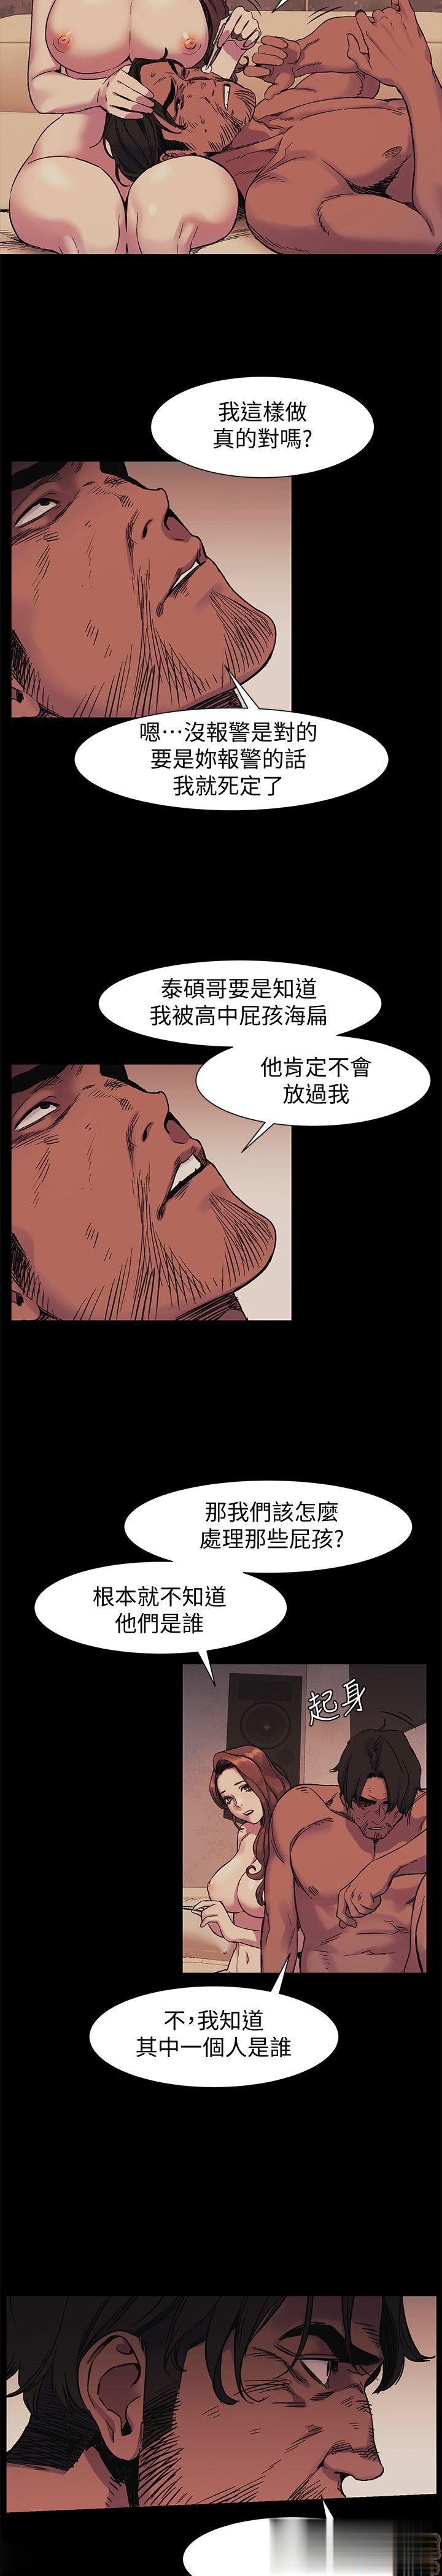 我這樣做
真的對嗎?
嗯…沒報警是對的
要是妳報警的話
我就死定了
泰碩哥要是知道
我被高中屁孩海扁
他肯定不會
放過我
那我們該怎麼
處理那些屁孩?
根本就不知道
他們是誰
起身
不,我知道
其中一個人是誰